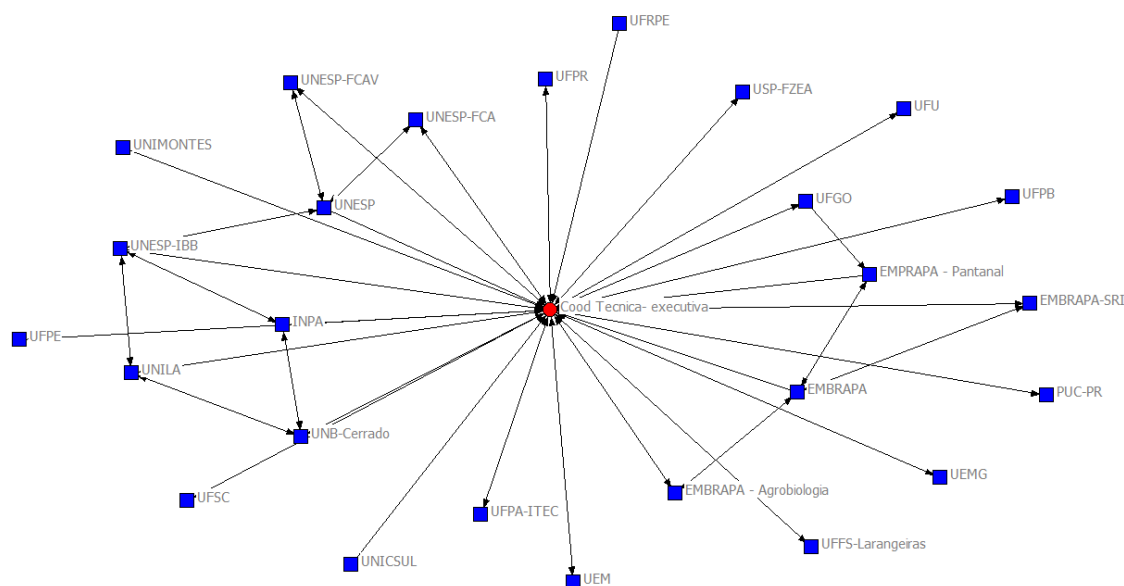 UFRPE
UFPR
UNESP-FCAV
USP-FZEA
UFU
UNESP-FCA
UNIMONTES
UFPB
UFGO
UNESP
UNESP-IBB
EMPRAPA - Pantanal
EMBRAPA-SRI
Cood Tecnica- executiva
INPA
UFPE
UNILA
EMBRAPA
PUC-PR
UNB-Cerrado
UEMG
EMBRAPA - Agrobiologia
UFSC
UFPA-ITEC
UFFS-Larangeiras
UNICSUL
UEM